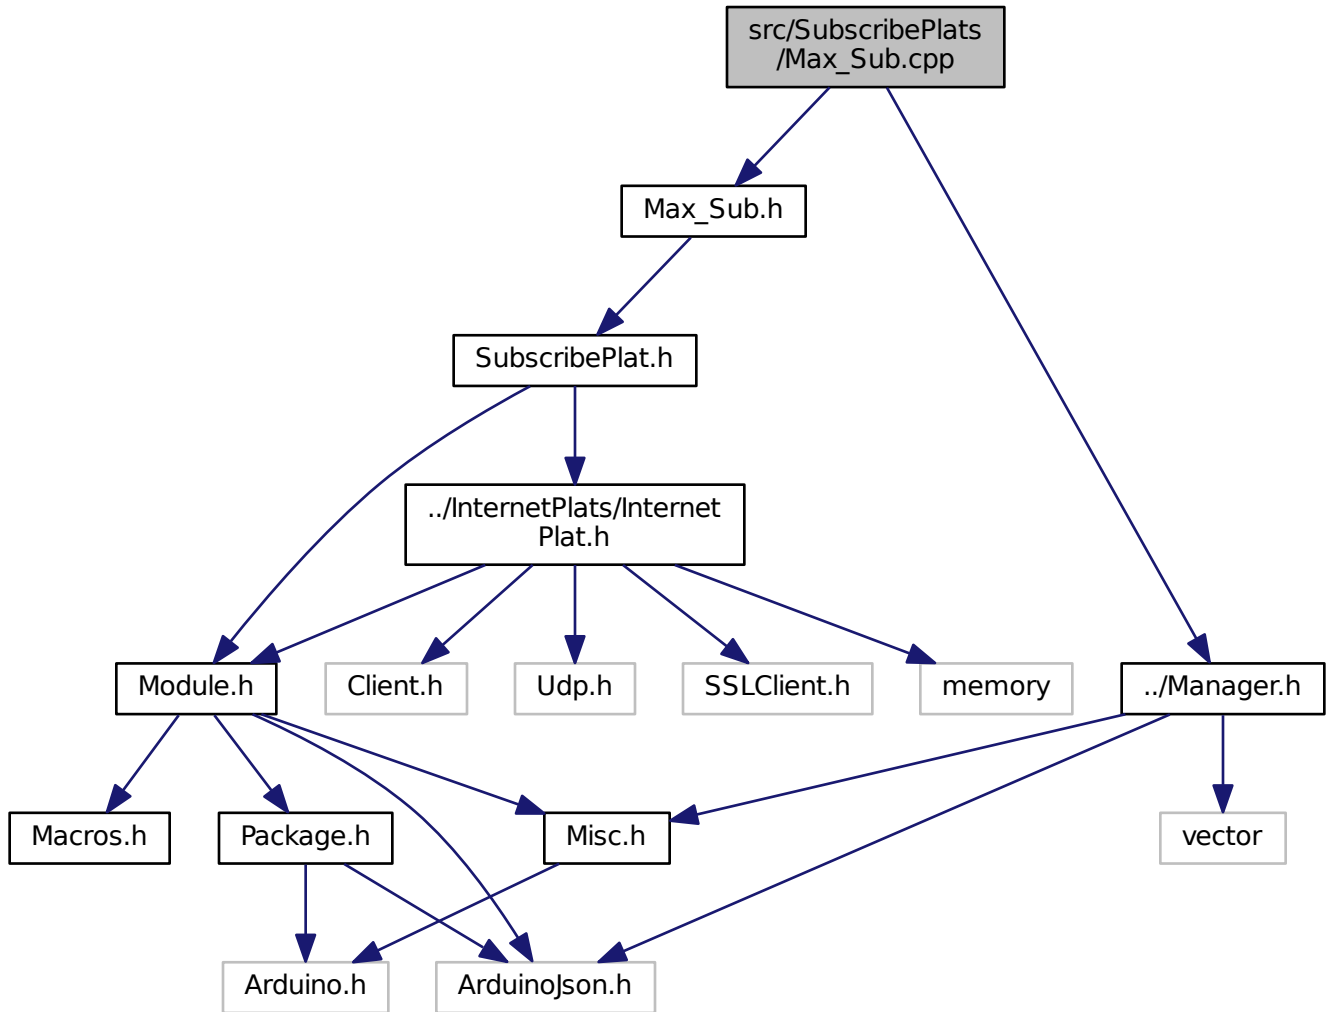 src/SubscribePlats
/Max_Sub.cpp
Max_Sub.h
SubscribePlat.h
../InternetPlats/Internet
Plat.h
Module.h
Client.h
Udp.h
SSLClient.h
memory
../Manager.h
Macros.h
Package.h
Misc.h
vector
Arduino.h
ArduinoJson.h